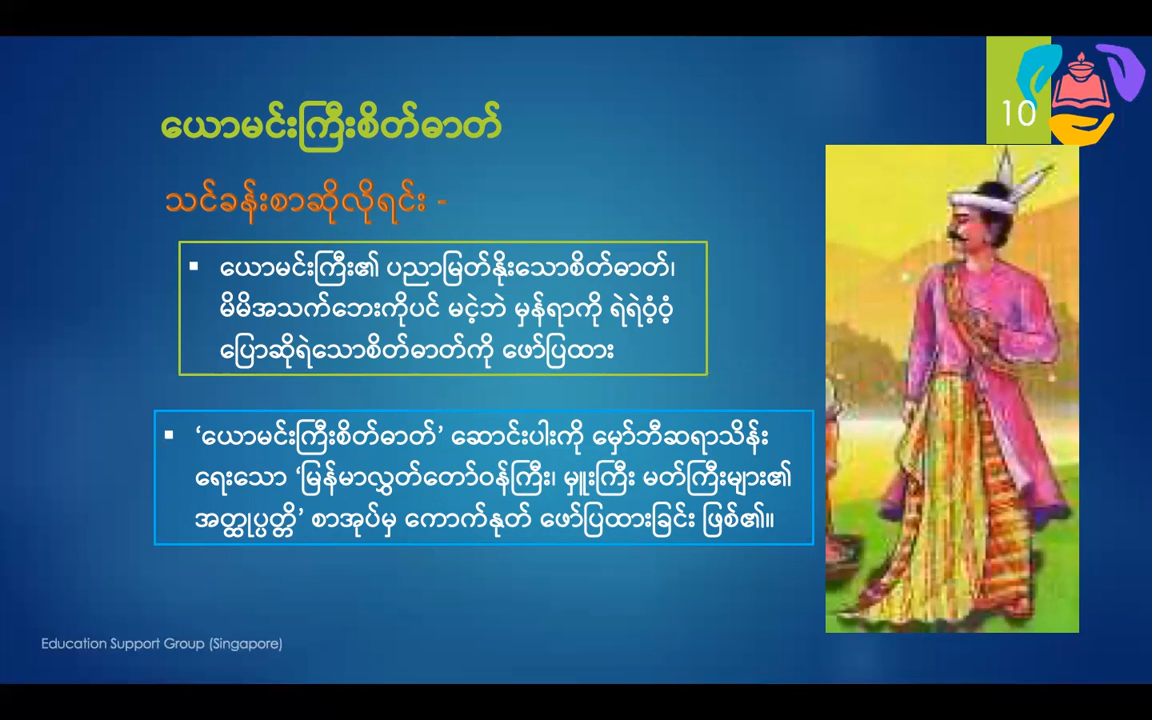 10
ယောမင်းကြီးစိတ်ဓာတ်
သင်ခန်းစာဆိုလိုရင်း -
▪ ယောမင်းကြီး၏ ပညာမြတ်နိုးသောစိတ်ဓာတ်၊
မိမိအသက်ဘေးကိုပင် မငဲ့ဘဲ မှန်ရာကို ရဲရဲဝံ့ဝံ့
ပြောဆိုရဲသောစိတ်ဓာတ်ကို ဖော်ပြထား
▪ ‘ယောမင်းကြီးစိတ်ဓာတ်’ ဆောင်းပါးကို မှော်ဘီဆရာသိန်း
ရေးသော ‘မြန်မာလွှတ်တော်ဝန်ကြီး၊ မှူးကြီး မတ်ကြီးများ၏
အတ္ထုပ္ပတ္တိ’ စာအုပ်မှ ကောက်နုတ် ဖော်ပြထားခြင်း ဖြစ်၏။
Education Support Group (Singapore)